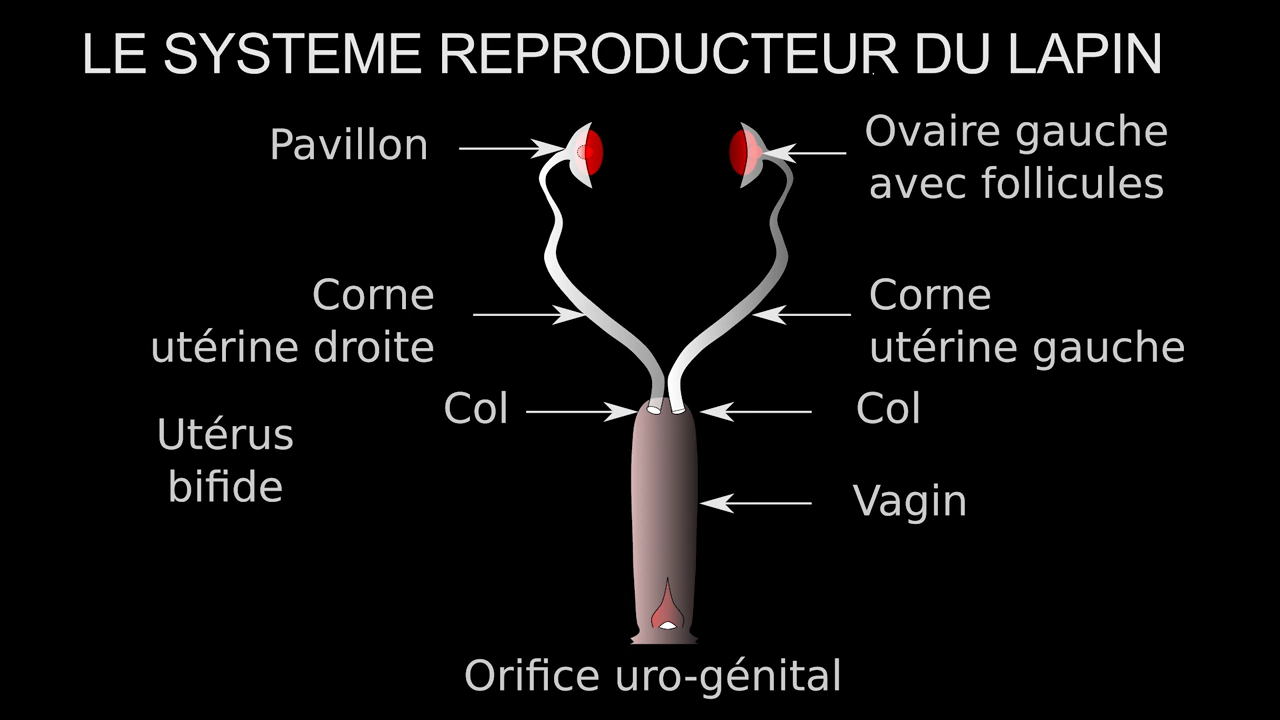 LE SYSTEME REPRODUCTEUR DU LAPIN
Pavillon
Ovaire gauche
avec follicules
Corne
utérine droite
Corne
utérine gauche
Col
Col
Utérus
bifide
Vagin
Orifice uro-génital